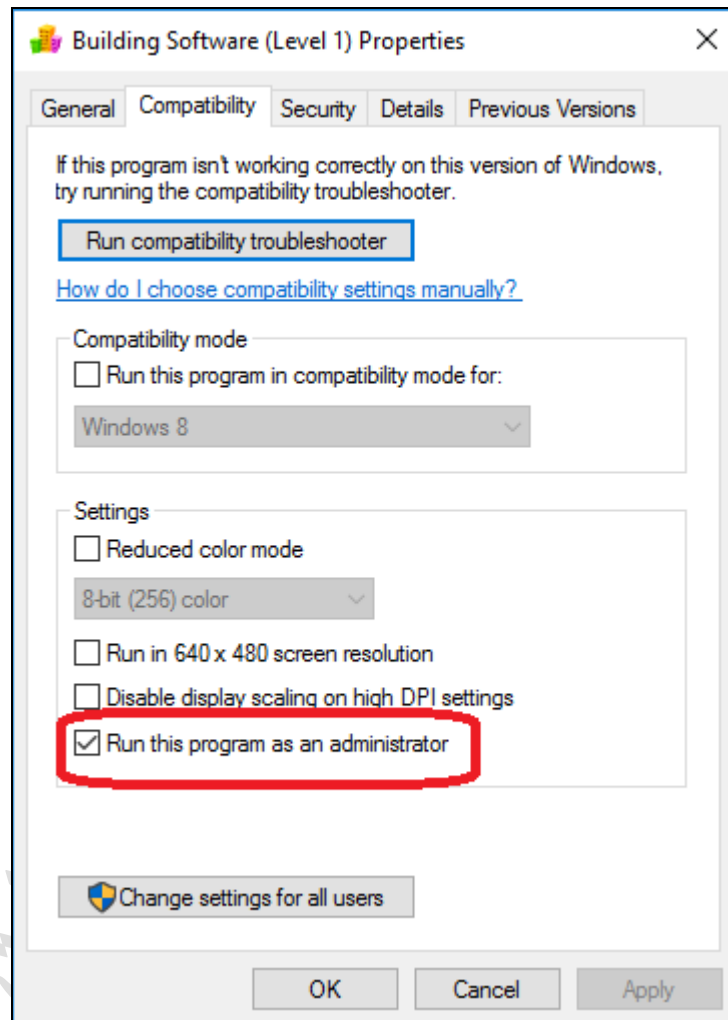 Building Software (Level 1) Properties
General Compatibility Security Details Previous Versions
If this program isn't working correctly on this version of Windows,
try running the compatibility troubleshooter.
Run compatibility troubleshooter
How do I choose compatibility settings manually?
Compatibility mode
Run this program in compatibility mode for:
Windows 8
Settings
Reduced color mode
8-bit (256) color
Run in 640 x 480 screen resolution
Disable display scaling on high DPI settings
Run this program as an administrator
Change settings for all users
OK Cancel Apply